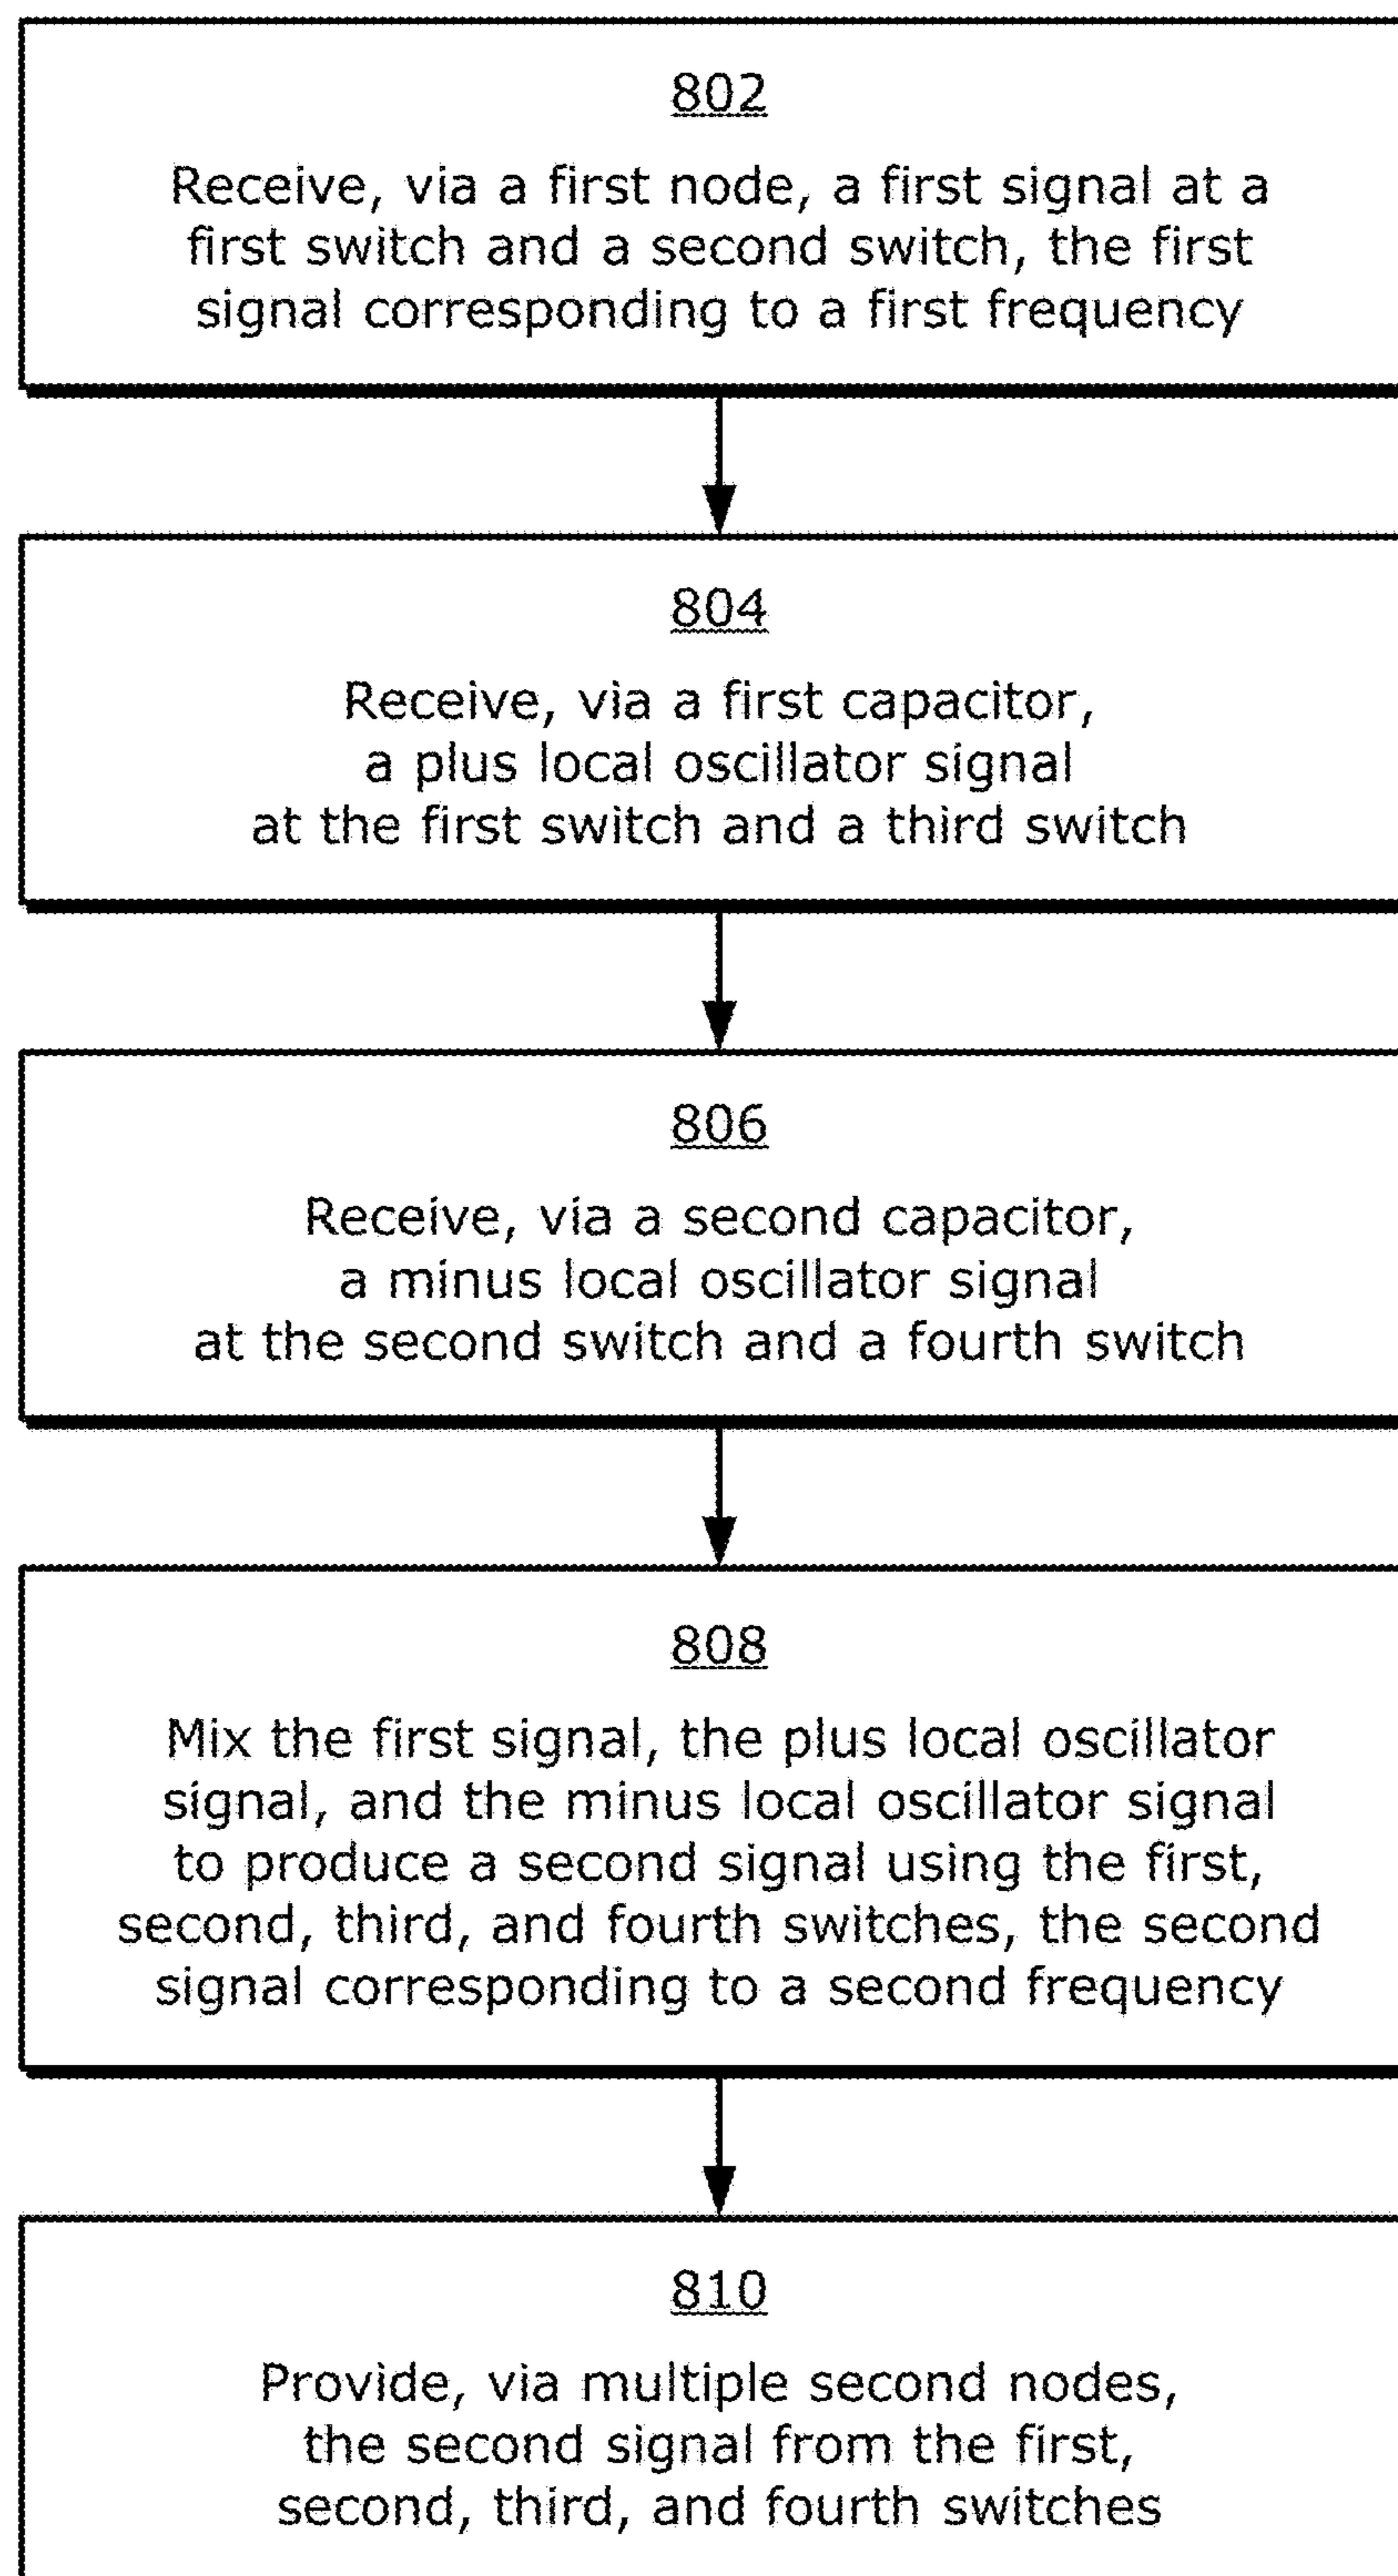 802
Receive, via a first node, a first signal at a
first switch and a second switch, the first
signal corresponding to a first frequency
804
Receive, via a first capacitor,
a plus local oscillator signal
at the first switch and a third switch
806
Receive, via a second capacitor,
a minus local oscillator signal
at the second switch and a fourth switch
808
Mix the first signal, the plus local oscillator
signal, and the minus local oscillator signal
to produce a second signal using the first,
second, third, and fourth switches, the second
signal corresponding to a second frequency
810
Provide, via multiple second nodes,
the second signal from the first,
second, third, and fourth switches